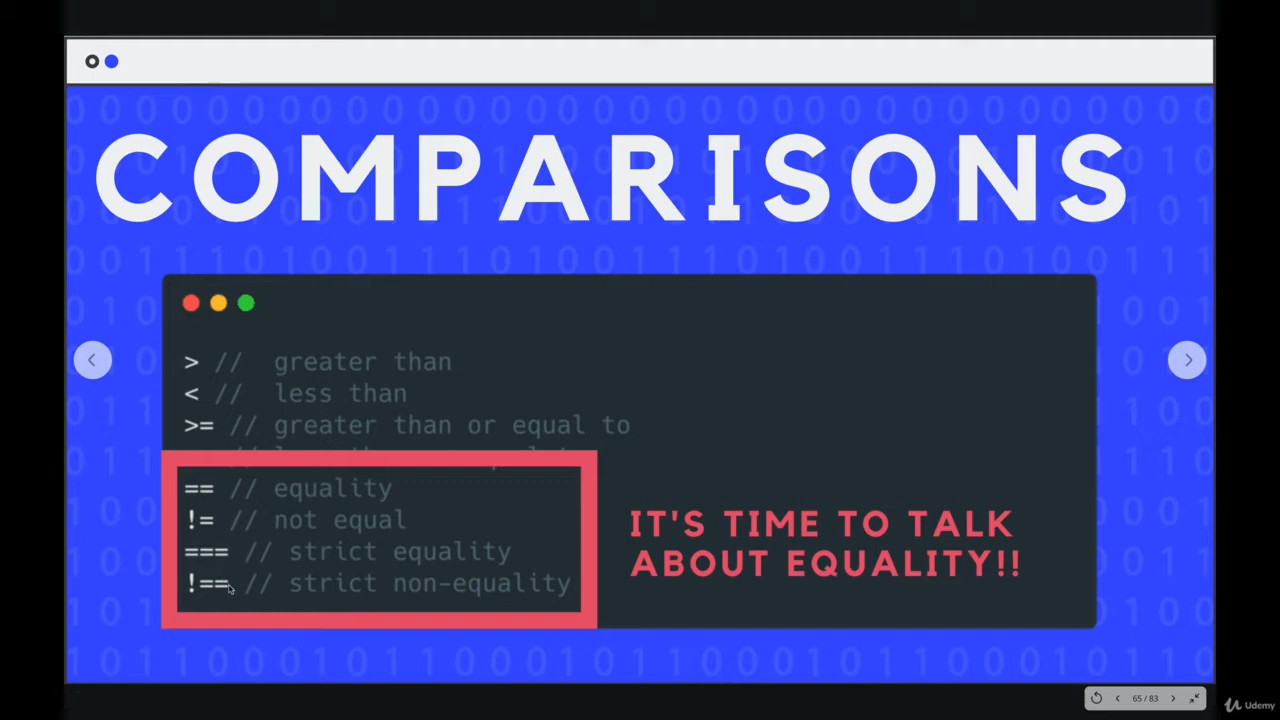 COMPARISONS
> // greater than
< // less than
>= // greater than or equal to
== // equality
!= // not equal
=== // strict equality
!== // strict non-equality
IT'S TIME TO TALK
ABOUT EQUALITY!!
65 / 83
Udemy